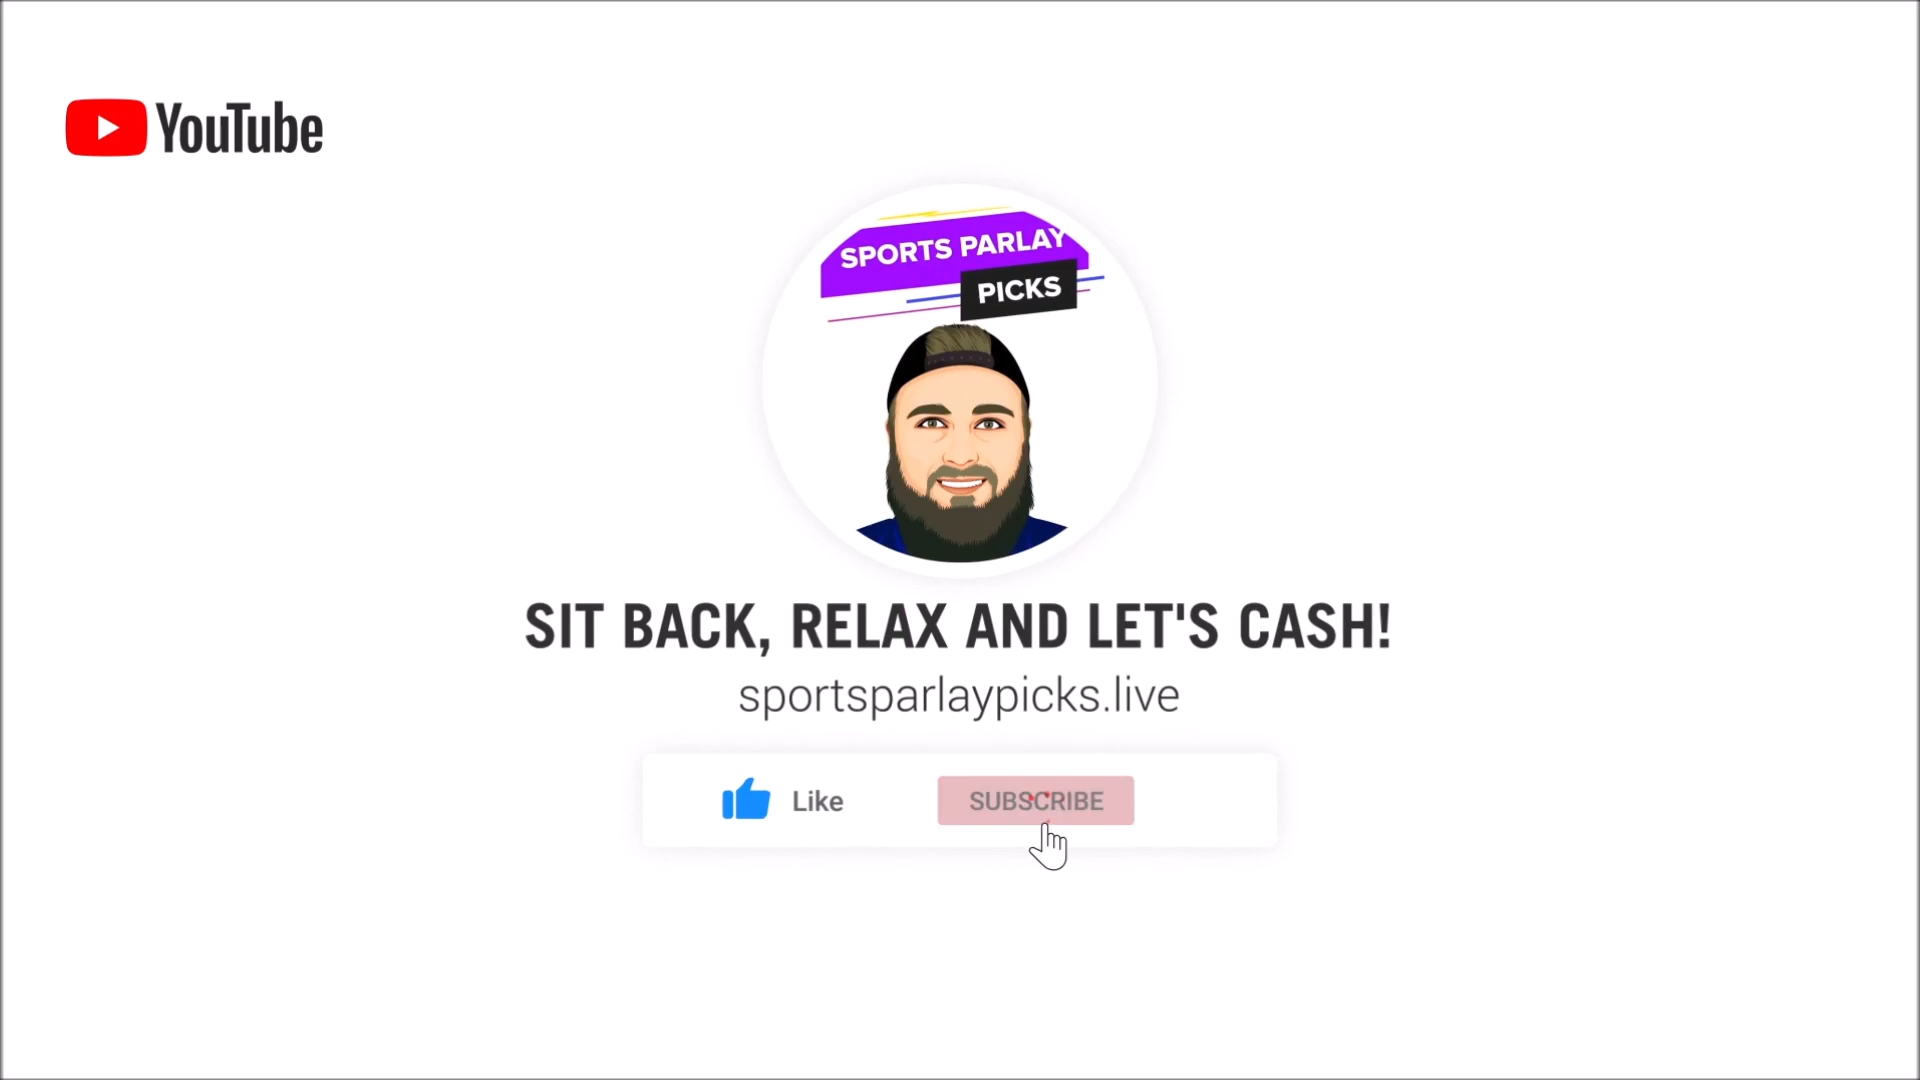 YouTube
SPORTS PARLAY
PICKS
SIT BACK, RELAX AND LET'S CASH!
sportsparlaypicks.live
Like
SUBSCRIBE